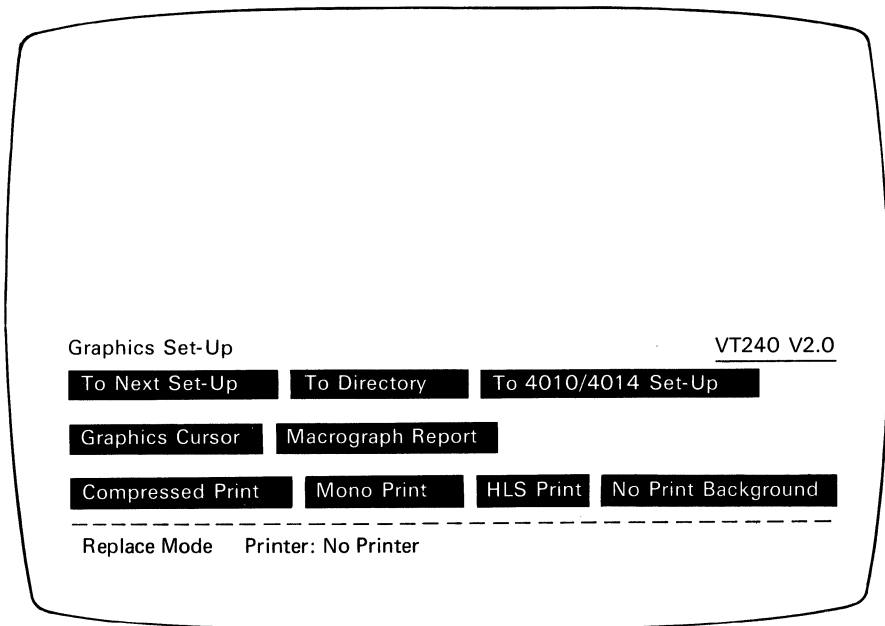 Graphics Set-Up VT240 V2.0
To Next Set-Up To Directory To 4010/4014 Set-Up
Graphics Cursor Macrograph Report
Compressed Print Mono Print HLS Print No Print Background
Replace Mode Printer: No Printer